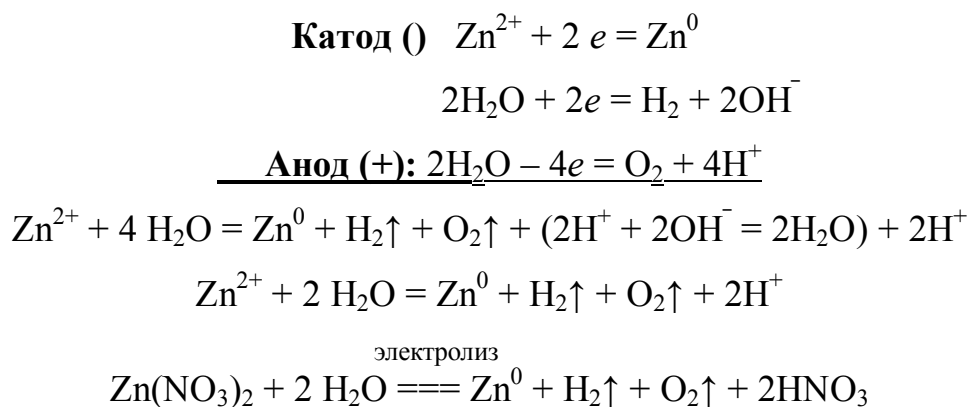 Катод () Zn²⁺ + 2 e = Zn⁰
2H₂O + 2e = H₂ + 2OH⁻
Анод (+): 2H₂O – 4e = O₂ + 4H⁺
Zn²⁺ + 4 H₂O = Zn⁰ + H₂↑ + O₂↑ + (2H⁺ + 2OH⁻ = 2H₂O) + 2H⁺
Zn²⁺ + 2 H₂O = Zn⁰ + H₂↑ + O₂↑ + 2H⁺
электролиз
Zn(NO₃)₂ + 2 H₂O === Zn⁰ + H₂↑ + O₂↑ + 2HNO₃